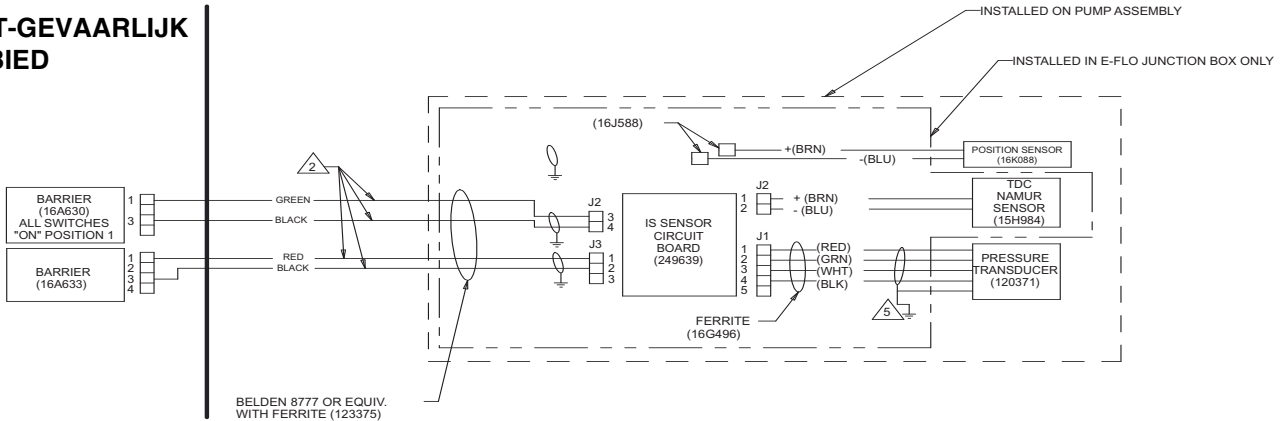 T-GEVAARLIJK
BIED
INSTALLED ON PUMP ASSEMBLY
INSTALLED IN E-FLO JUNCTION BOX ONLY
(16J588)
+(BRN)
-(BLU)
POSITION SENSOR
(16K088)
2
BARRIER
(16A630)
ALL SWITCHES
"ON" POSITION 1
1
3
GREEN
BLACK
J2
3
4
IS SENSOR
CIRCUIT
BOARD
(249639)
J2
1
2
+ (BRN)
- (BLU)
TDC
NAMUR
SENSOR
(15H984)
BARRIER
(16A633)
1
2
3
4
RED
BLACK
J3
1
2
3
J1
1
2
3
4
5
(RED)
(GRN)
(WHT)
(BLK)
PRESSURE
TRANSDUCER
(120371)
5
FERRITE
(16G496)
BELDEN 8777 OR EQUIV.
WITH FERRITE (123375)